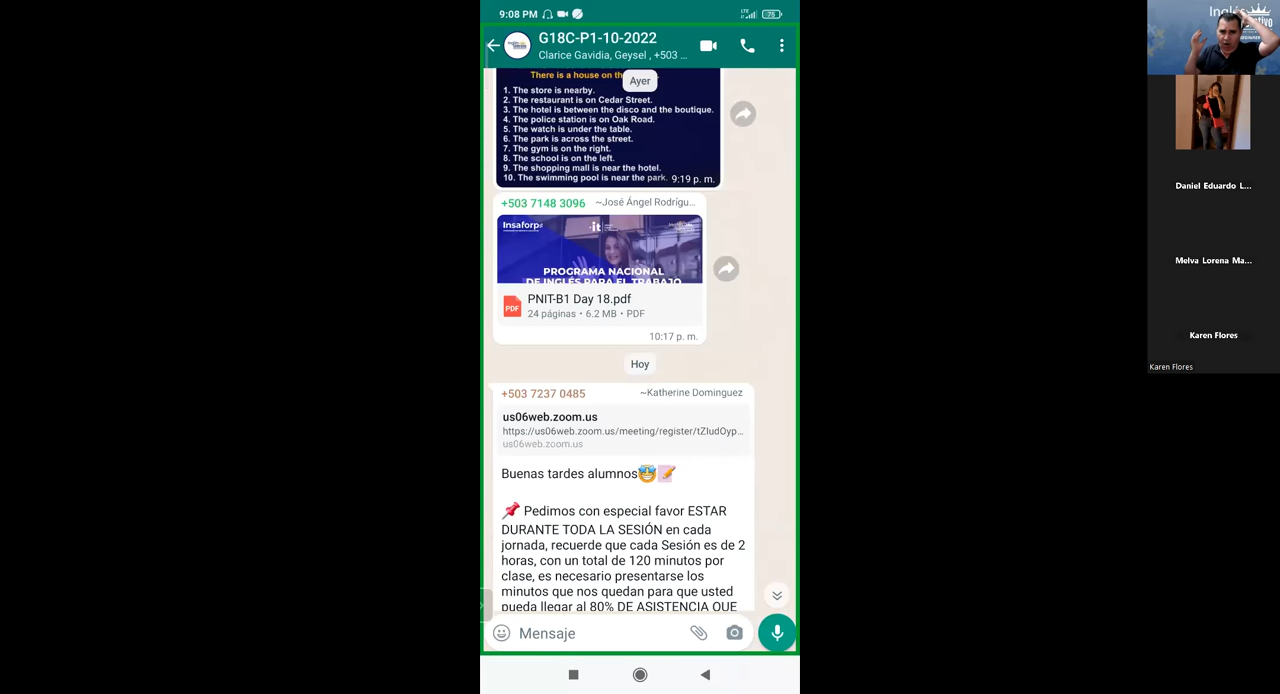 9:08 PM
LTE
75
G18C-P1-10-2022
Clarice Gavidia, Geysel , +503 ...
There is a house on th
Ayer
1. The store is nearby.
2. The restaurant is on Cedar Street.
3. The hotel is between the disco and the boutique.
4. The police station is on Oak Road.
5. The watch is under the table.
6. The park is across the street.
7. The gym is on the right.
8. The school is on the left.
9. The shopping mall is near the hotel.
10. The swimming pool is near the park.
9:19 p. m.
+503 7148 3096 ~José Ángel Rodrígu...
Insaforp
it
PROGRAMA NACIONAL
DE INGLÉS PARA EL TRABAJO
PDF
PNIT-B1 Day 18.pdf
24 páginas • 6.2 MB • PDF
10:17 p. m.
Hoy
+503 7237 0485 ~Katherine Dominguez
us06web.zoom.us
https://us06web.zoom.us/meeting/register/tZIudOyp...
us06web.zoom.us
Buenas tardes alumnos
Pedimos con especial favor ESTAR
DURANTE TODA LA SESIÓN en cada
jornada, recuerde que cada Sesión es de 2
horas, con un total de 120 minutos por
clase, es necesario presentarse los
minutos que nos quedan para que usted
pueda llegar al 80% DE ASISTENCIA QUE
Mensaje
Inglés
Daniel Eduardo L...
Melva Lorena Ma...
Karen Flores
Karen Flores